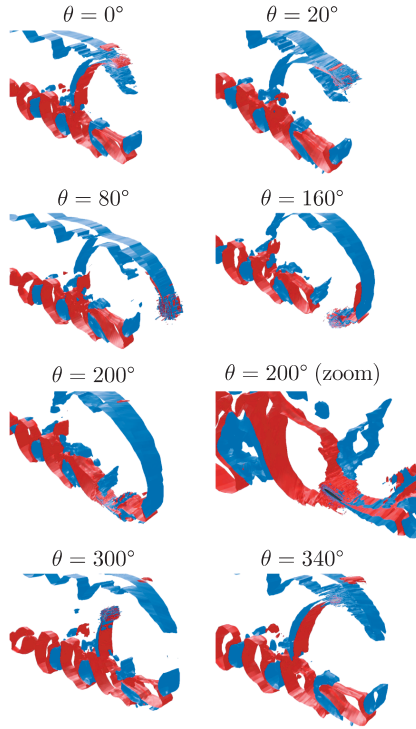 θ = 0°
θ = 20°
θ = 80°
θ = 160°
θ = 200°
θ = 200° (zoom)
θ = 300°
θ = 340°